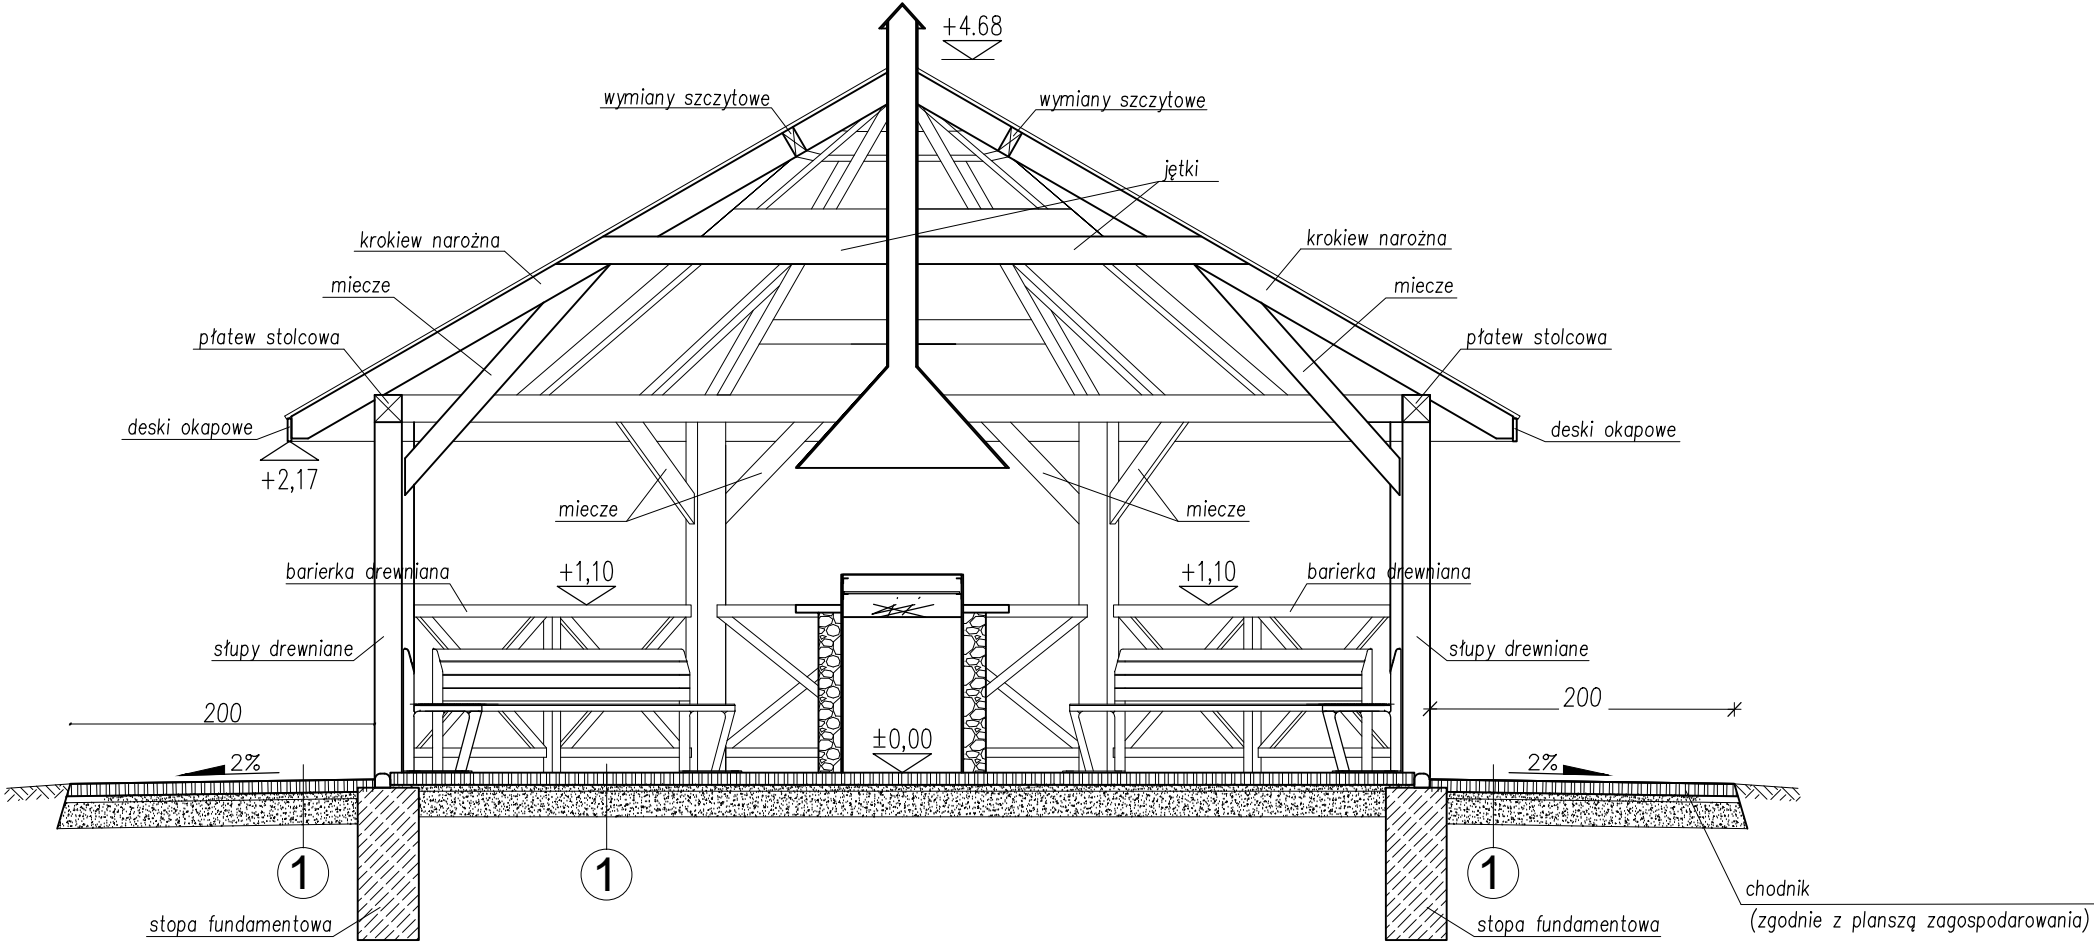 +4.68
wymiany szczytowe
wymiany szczytowe
jętki
krokiew narożna
krokiew narożna
miecze
miecze
płatew stolcowa
płatew stolcowa
deski okapowe
deski okapowe
+2,17
miecze
miecze
barierka drewniana
+1,10
+1,10
barierka drewniana
słupy drewniane
słupy drewniane
200
200
±0,00
2%
2%
1
1
1
chodnik
(zgodnie z planszą zagospodarowania)
stopa fundamentowa
stopa fundamentowa